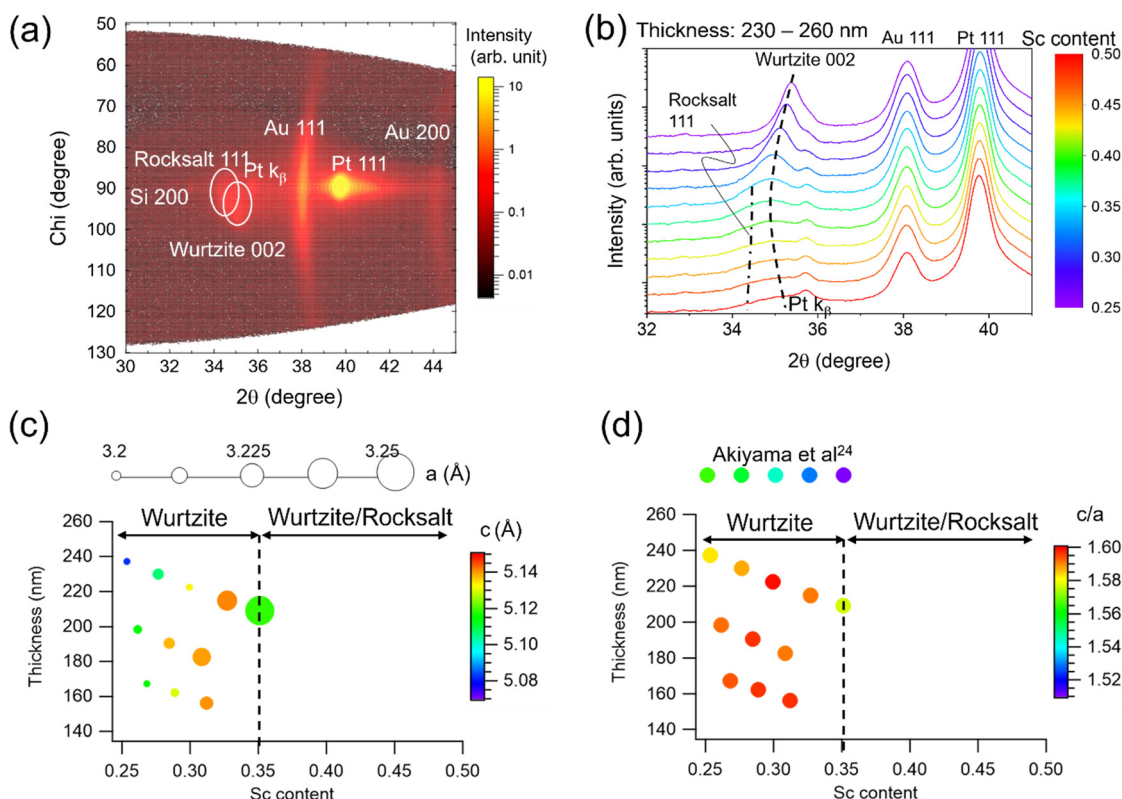 (a)
50
60
70
80
90
100
110
120
130
Chi (degree)
30 32 34 36 38 40 42 44
2θ (degree)
Au 111
Au 200
Rocksalt 111
Pt kβ
Pt 111
Si 200
Wurtzite 002
Intensity
(arb. unit)
10
1
0.1
0.01
(b)
Thickness: 230 – 260 nm
Au 111 Pt 111
Sc content
Wurtzite 002
Rocksalt
111
Pt kβ
Intensity (arb. units)
32 34 36 38 40
2θ (degree)
0.50
0.45
0.40
0.35
0.30
0.25
(c)
3.2 3.225 3.25
a (Å)
Wurtzite Wurtzite/Rocksalt
c (Å)
5.14
5.12
5.10
5.08
260
240
220
200
180
160
140
Thickness (nm)
0.25 0.30 0.35 0.40 0.45 0.50
Sc content
(d)
Akiyama et al24
Wurtzite Wurtzite/Rocksalt
c/a
1.60
1.58
1.56
1.54
1.52
260
240
220
200
180
160
140
Thickness (nm)
0.25 0.30 0.35 0.40 0.45 0.50
Sc content